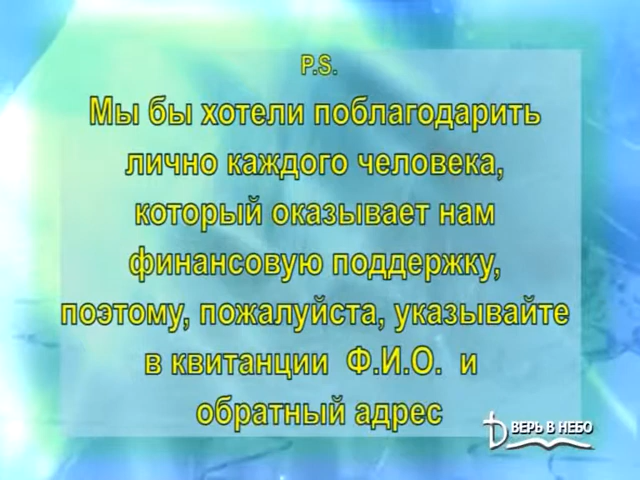 P.S.
Мы бы хотели поблагодарить
лично каждого человека,
который оказывает нам
финансовую поддержку,
поэтому, пожалуйста, указывайте
в квитанции Ф.И.О. и
обратный адрес
ДВЕРЬ В НЕБО